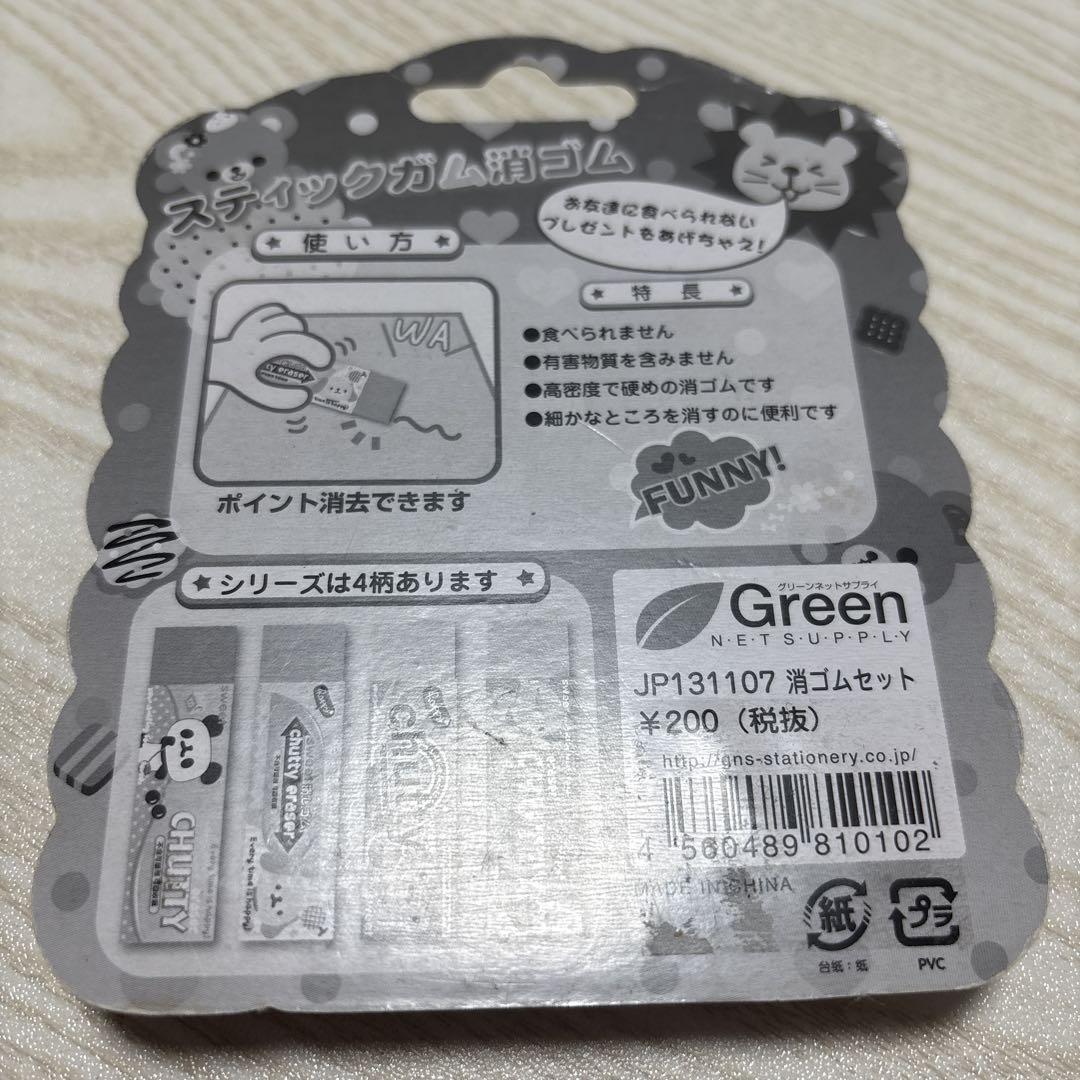 スティックガム消ゴム
お友達に食べられない
プレゼントをあげちゃえ!
使い方
WA
ty eraser
ポイント消去できます
特長
●食べられません
●有害物質を含みません
●高密度で硬めの消ゴムです
●細かなところを消すのに便利です
FUNNY!
シリーズは4柄あります
CHUTTY
chutty eraser
Every time is happy!
グリーンネットサプライ
Green
N・E・T S・U・P・P・L・Y
JP131107 消ゴムセット
￥200（税抜）
http://gns-stationery.co.jp/
4 560489 810102
MADE IN CHINA
紙
台紙：紙
プラ
PVC